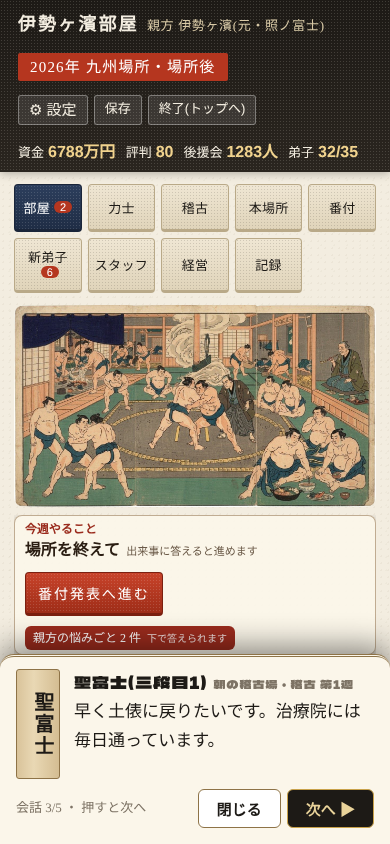 伊勢ヶ濱部屋 親方 伊勢ヶ濱(元・照ノ富士)
2026年 九州場所・場所後
⚙ 設定 保存 終了(トップへ)
資金 6788万円 評判 80 後援会 1283人 弟子 32/35
部屋 2 力士 稽古 本場所 番付
新弟子 6 スタッフ 経営 記録
今週やること
場所を終えて 出来事に答えると進めます
番付発表へ進む
親方の悩みごと 2 件 下で答えられます
聖富士
聖富士(三段目1) 朝の稽古場・稽古 第1週
早く土俵に戻りたいです。治療院には
毎日通っています。
会話 3/5 ・ 押すと次へ 閉じる 次へ ▶